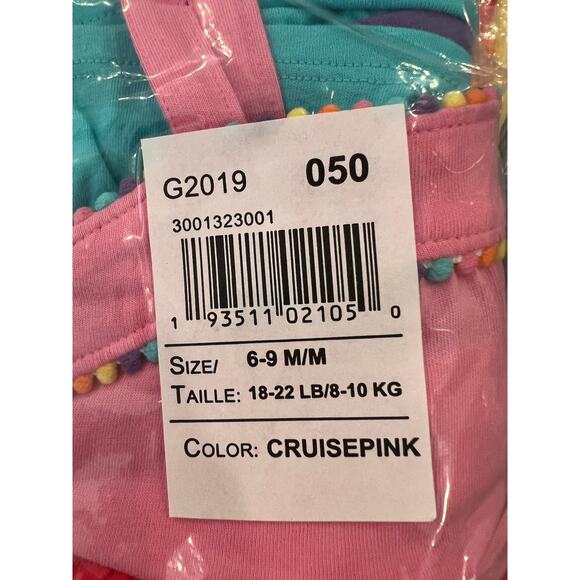 G2019 050
3001323001
1 93511 02105 0
SIZE/ 6-9 M/M
TAILLE: 18-22 LB/8-10 KG
COLOR: CRUISEPINK